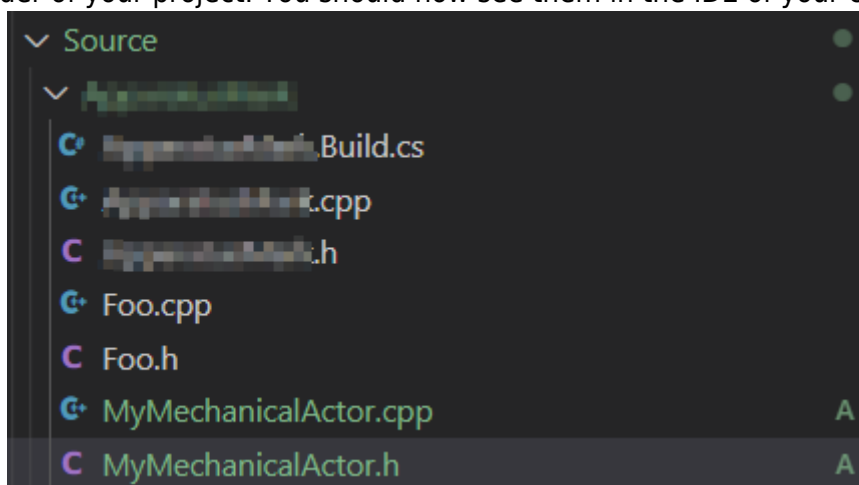 der of your project. You should now see them in the IDE of your
Source
.Build.cs
.cpp
.h
Foo.cpp
Foo.h
MyMechanicalActor.cpp A
MyMechanicalActor.h A